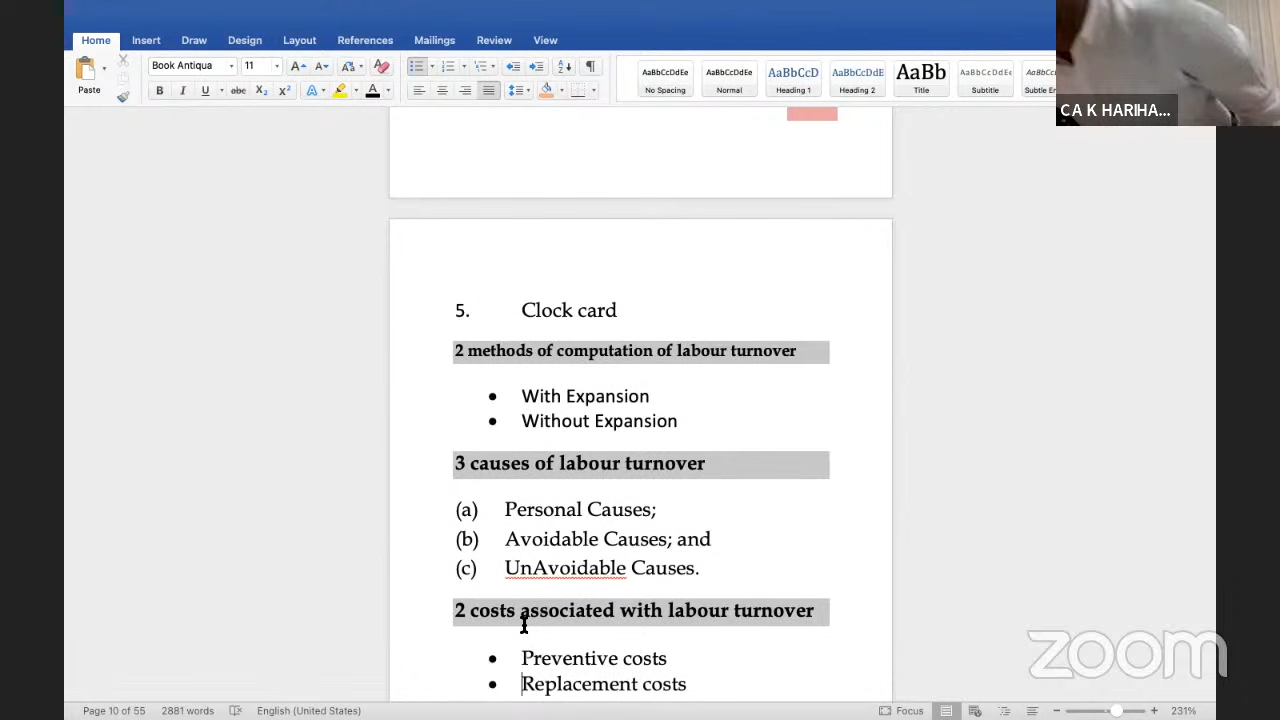 Home Insert Draw Design Layout References Mailings Review View
Book Antiqua 11
Paste
AaBbCcDdEe AaBbCcDdEe AaBbCcD AaBbCcDdE AaBb AaBbCcDdEe
No Spacing Normal Heading 1 Heading 2 Title Subtitle Subtle Em
C A K HARIHA...
5. Clock card
2 methods of computation of labour turnover
• With Expansion
• Without Expansion
3 causes of labour turnover
(a) Personal Causes;
(b) Avoidable Causes; and
(c) UnAvoidable Causes.
2 costs associated with labour turnover
• Preventive costs
• Replacement costs
zoom
Page 10 of 55 2881 words English (United States) Focus 231%